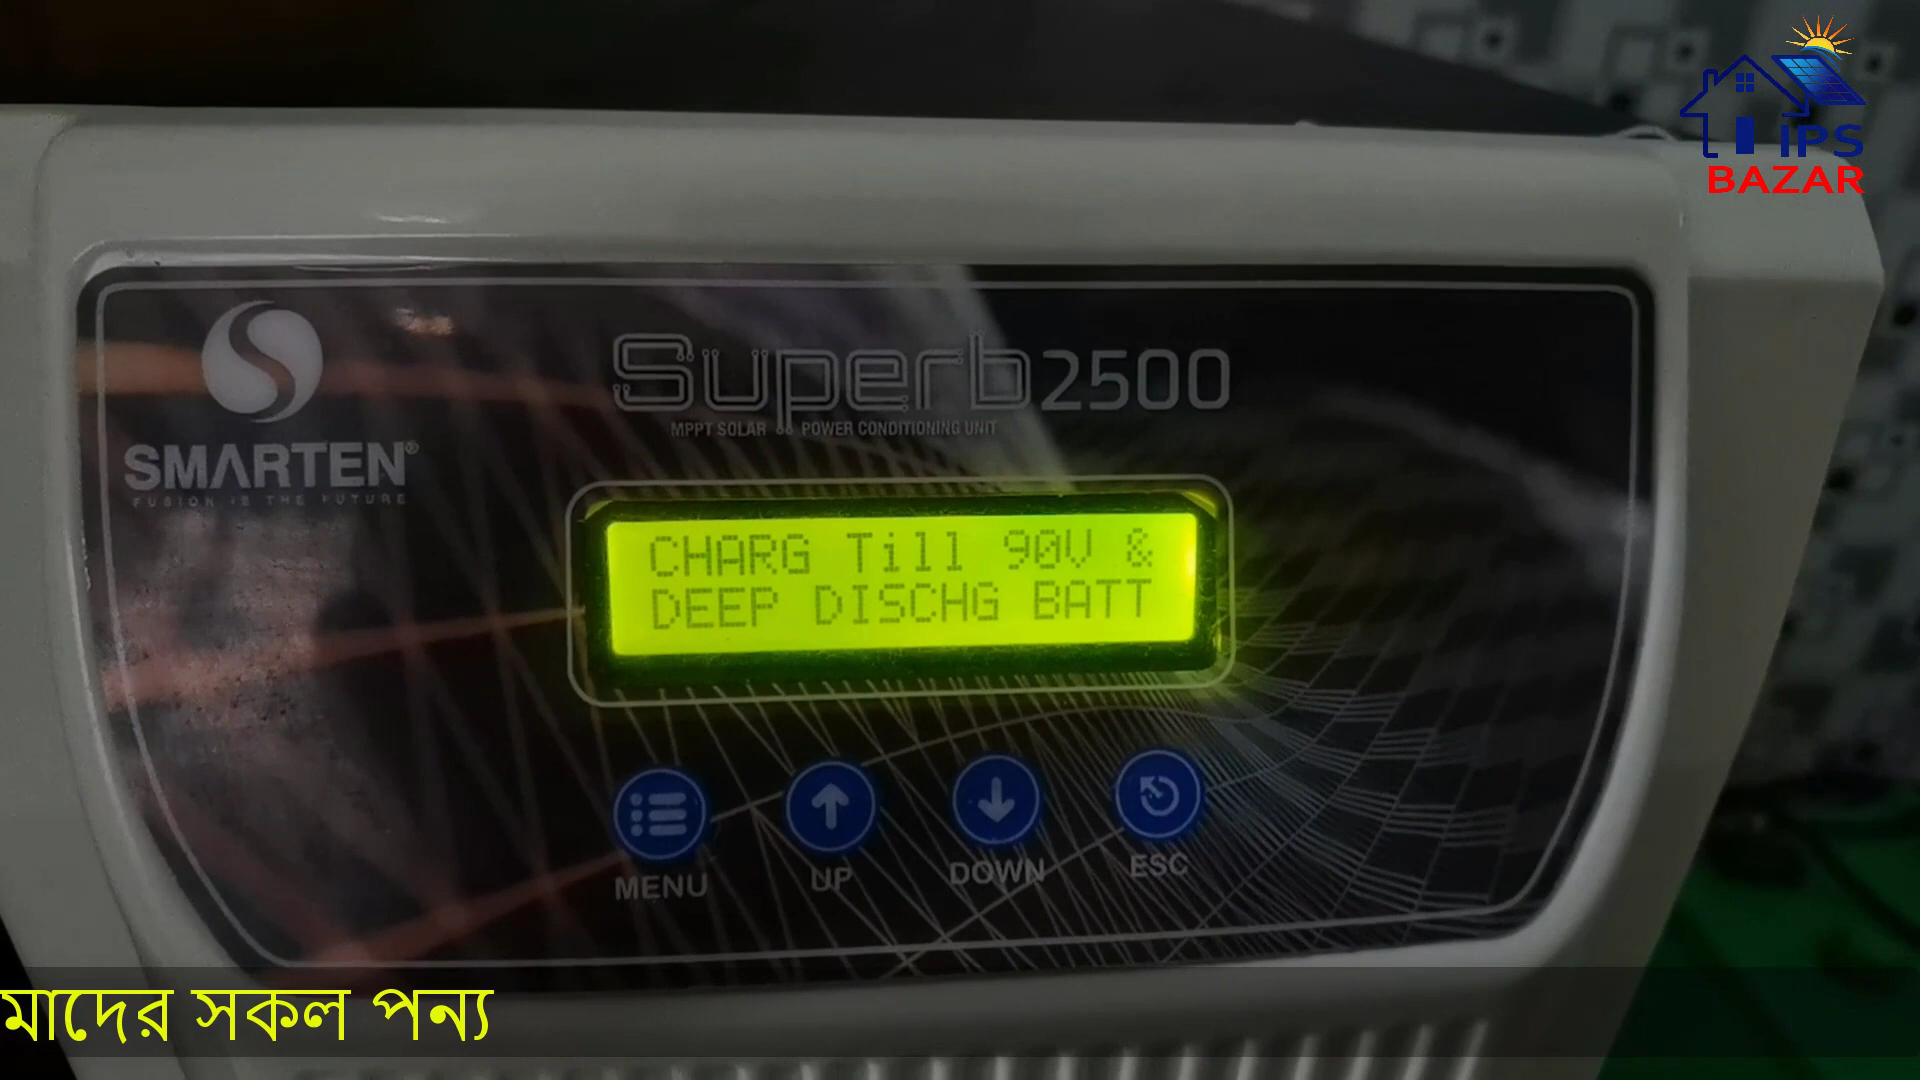 IPS
BAZAR
Superb2500
MPPT SOLAR POWER CONDITIONING UNIT
SMARTEN®
FUSION IS THE FUTURE
CHARG Till 90V &
DEEP DISCHG BATT
MENU
UP
DOWN
ESC
মাদের সকল পন্য